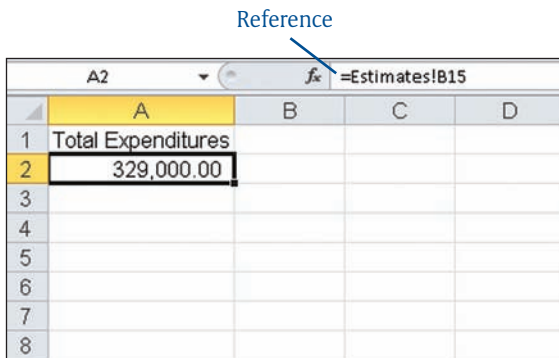 Reference
A2 fx =Estimates!B15
A B C D
1 Total Expenditures
2 329,000.00
3
4
5
6
7
8